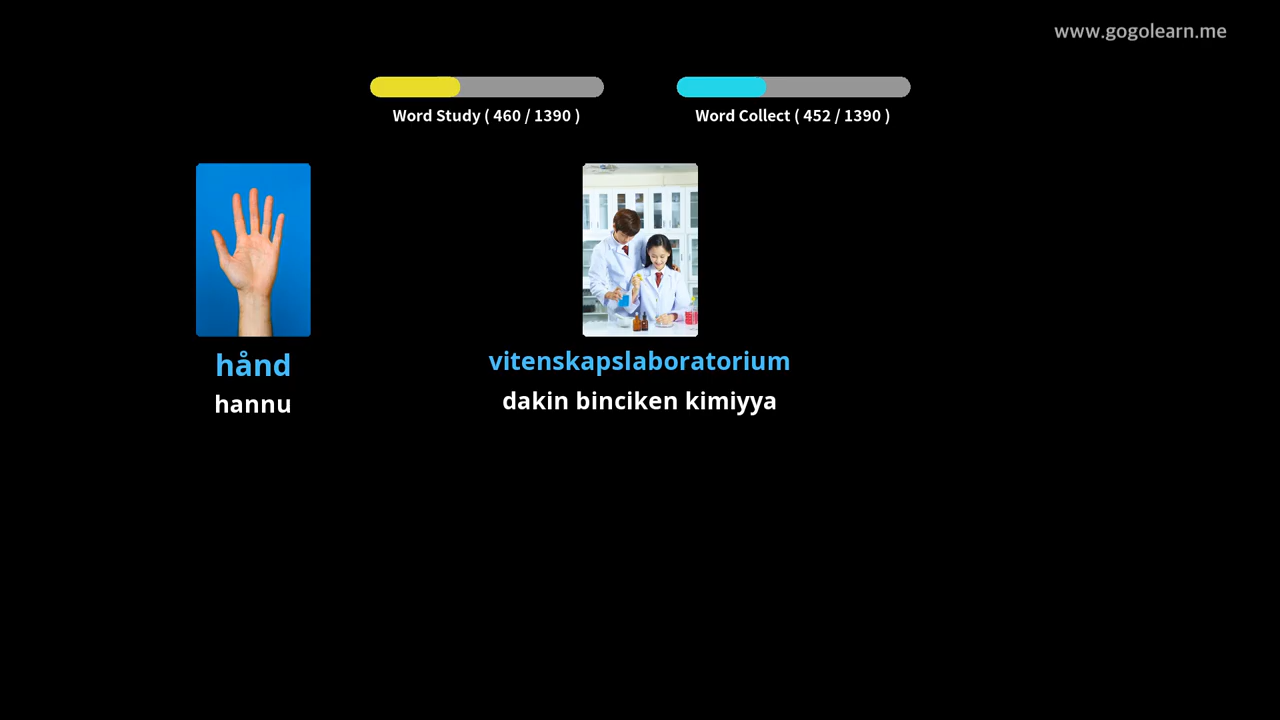 www.gogolearn.me
Word Study ( 460 / 1390 )
Word Collect ( 452 / 1390 )
hånd
hannu
vitenskapslaboratorium
dakin binciken kimiyya